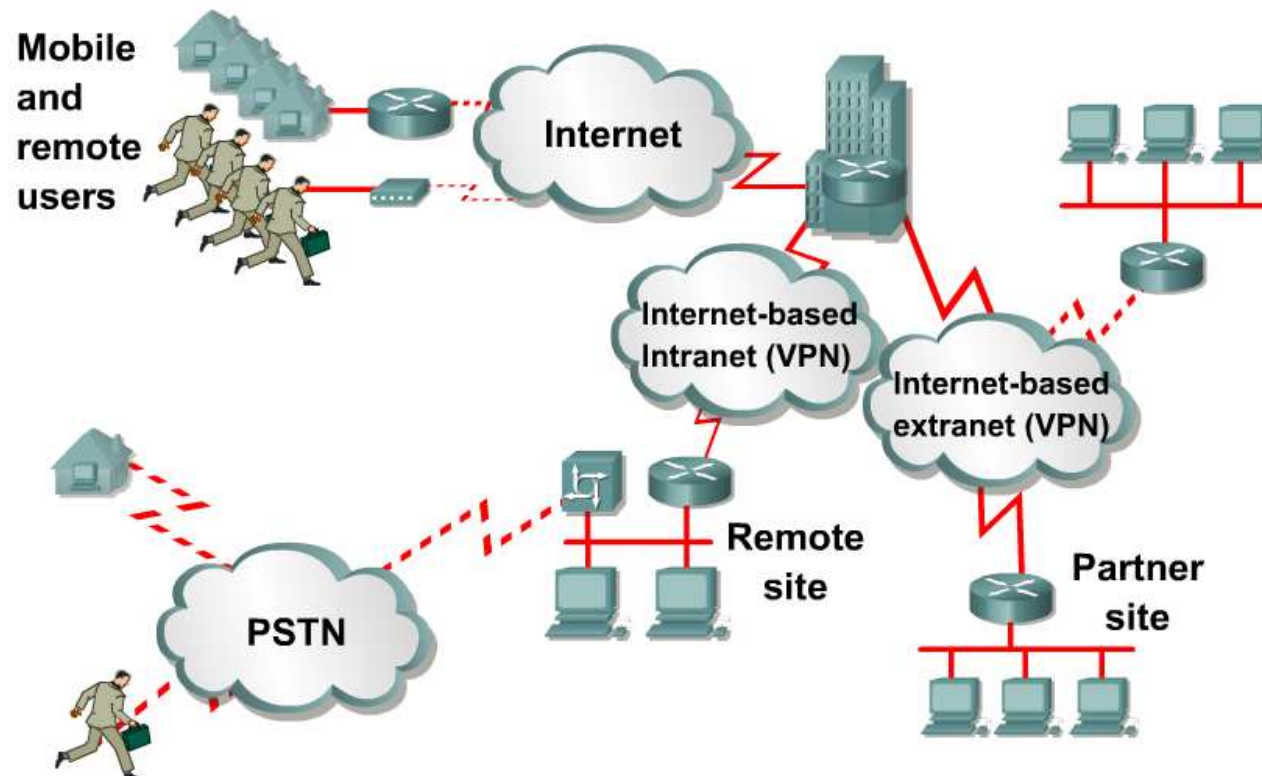 Mobile
and
remote
users
Internet
Internet-based
Intranet (VPN)
Internet-based
extranet (VPN)
Remote
site
Partner
site
PSTN